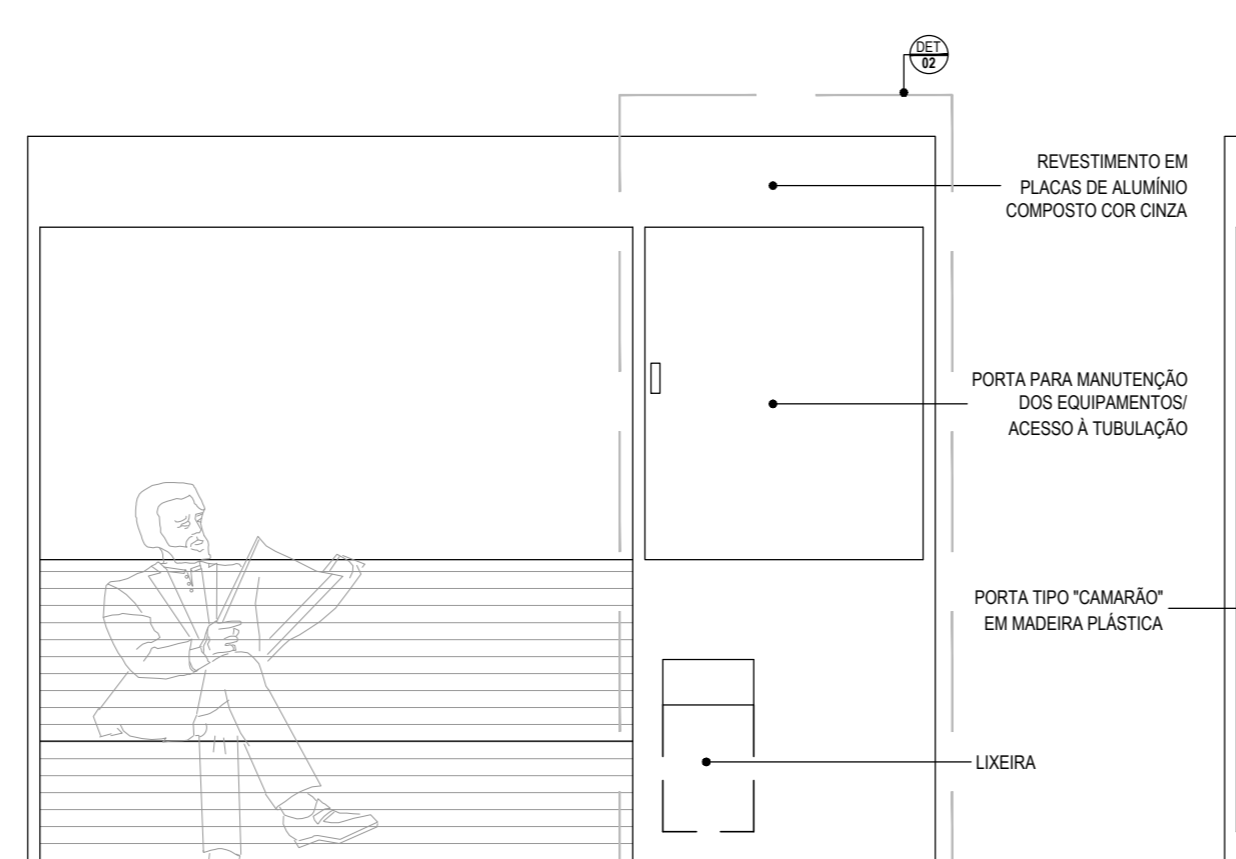 DET
02
REVESTIMENTO EM
PLACAS DE ALUMÍNIO
COMPOSTO COR CINZA
PORTA PARA MANUTENÇÃO
DOS EQUIPAMENTOS/
ACESSO À TUBULAÇÃO
PORTA TIPO "CAMARÃO"
EM MADEIRA PLÁSTICA
LIXEIRA